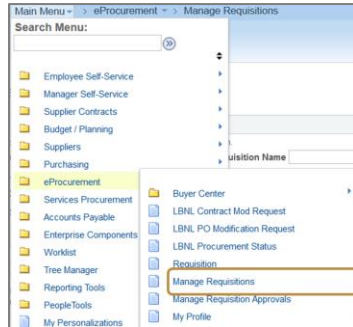 Main Menu > eProcurement > Manage Requisitions
Search Menu:
Employee Self-Service
Manager Self-Service
Supplier Contracts
Budget / Planning
Suppliers
Purchasing
uisition Name
eProcurement
Services Procurement
Accounts Payable
Enterprise Components
Worklist
Tree Manager
Reporting Tools
PeopleTools
My Personalizations
Buyer Center
LBNL Contract Mod Request
LBNL PO Modification Request
LBNL Procurement Status
Requisition
Manage Requisitions
Manage Requisition Approvals
My Profile